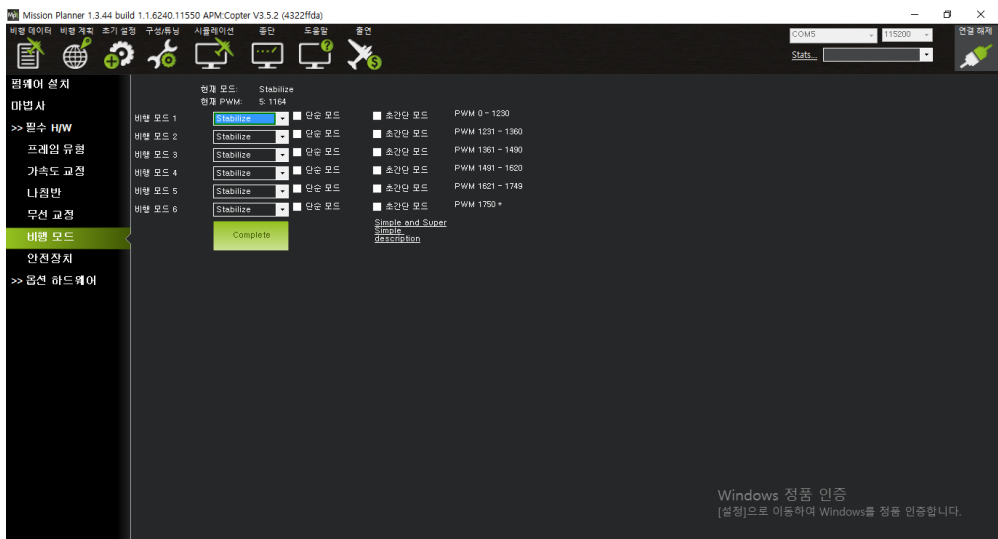 Mission Planner 1.3.44 build 1.1.6240.11550 APM:Copter V3.5.2 (4322ffda)
비행 데이터 비행 계획 초기 설정 구성/튜닝 시뮬레이션 중단 도움말 출연
COM5 115200 연결 해제
Stats...
펌웨어 설치
마법사
>> 필수 H/W
프레임 유형
가속도 교정
나침반
무선 교정
비행 모드
안전장치
>> 옵션 하드웨어
현재 모드: Stabilize
현재 PWM: 5: 1164
비행 모드 1 Stabilize 단순 모드 초간단 모드 PWM 0 - 1230
비행 모드 2 Stabilize 단순 모드 초간단 모드 PWM 1231 - 1360
비행 모드 3 Stabilize 단순 모드 초간단 모드 PWM 1361 - 1490
비행 모드 4 Stabilize 단순 모드 초간단 모드 PWM 1491 - 1620
비행 모드 5 Stabilize 단순 모드 초간단 모드 PWM 1621 - 1749
비행 모드 6 Stabilize 단순 모드 초간단 모드 PWM 1750 +
Complete
Simple and Super
Simple
description
Windows 정품 인증
[설정]으로 이동하여 Windows를 정품 인증합니다.